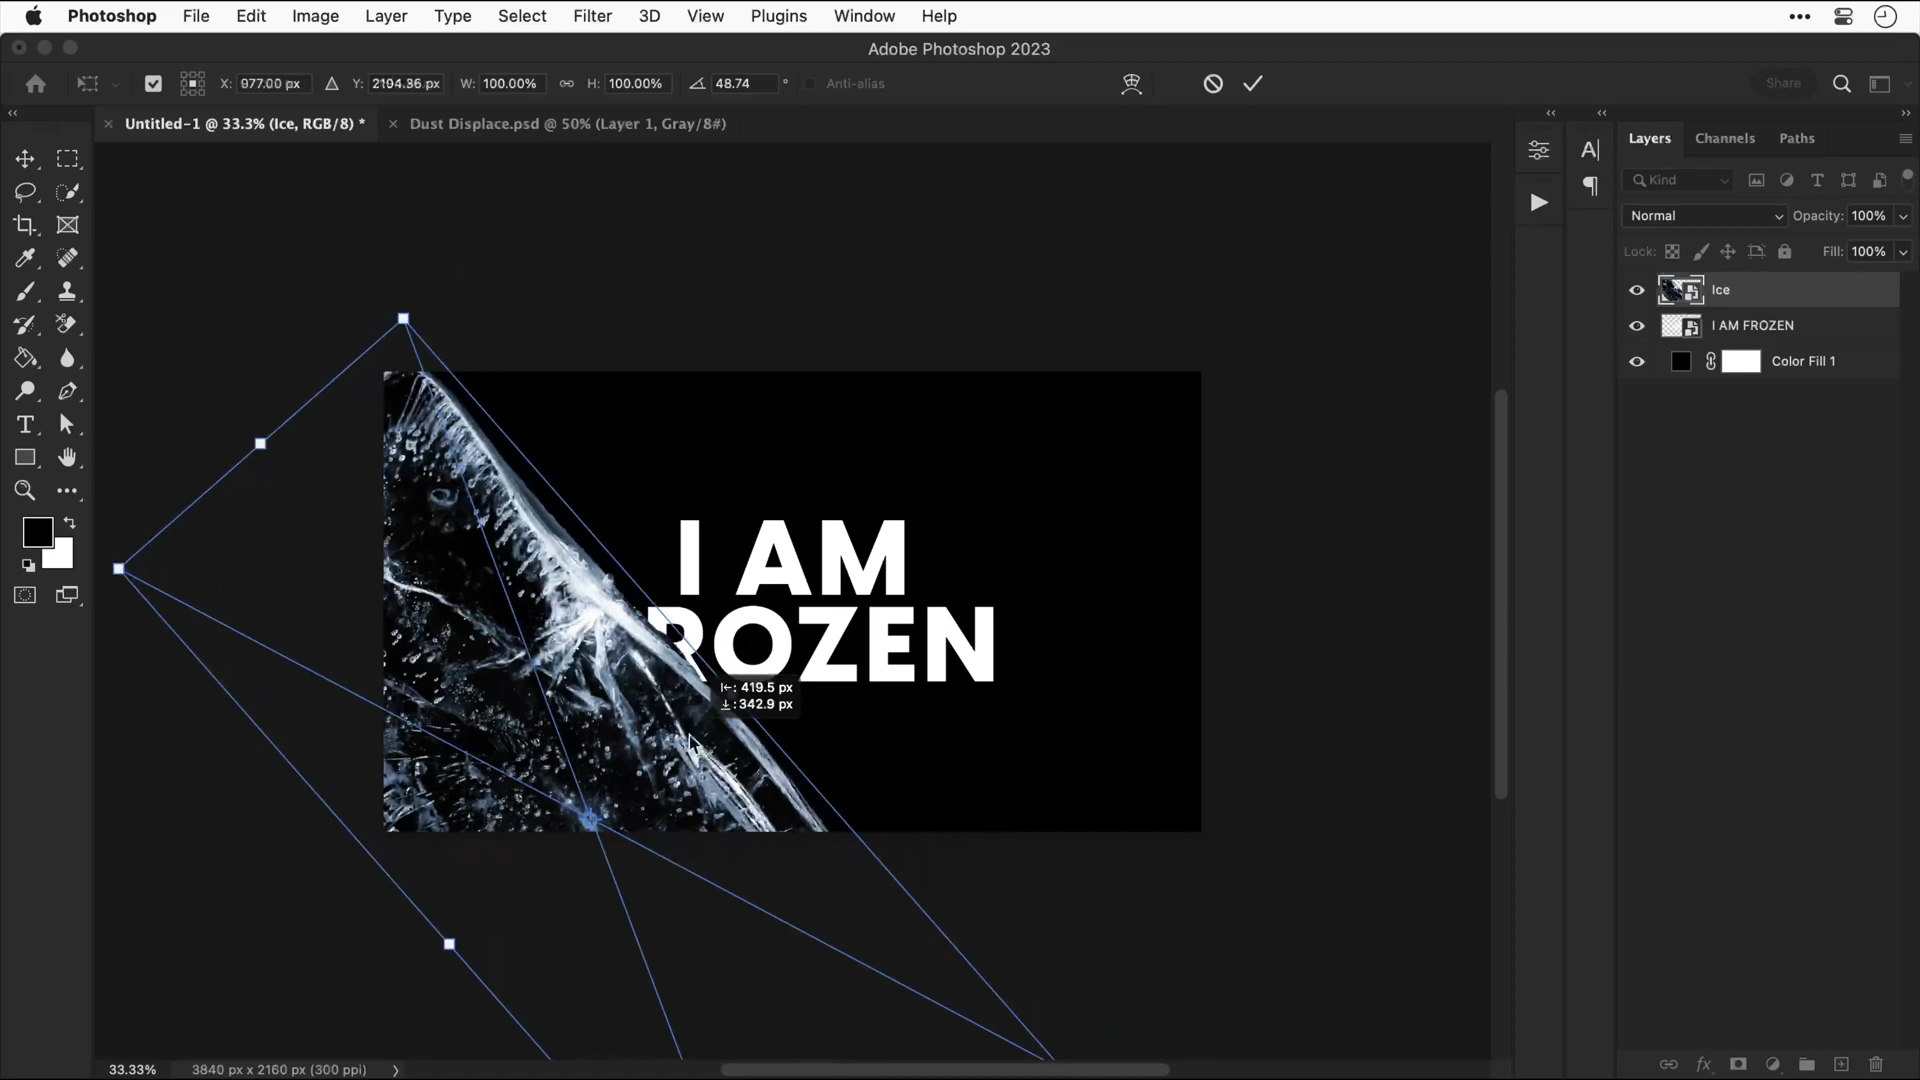 Photoshop File Edit Image Layer Type Select Filter 3D View Plugins Window Help
Adobe Photoshop 2023
X: 977.00 px Y: 2194.36 px W: 100.00% H: 100.00% 48.74 ° Anti-alias Share
Untitled-1 @ 33.3% (Ice, RGB/8) * Dust Displace.psd @ 50% (Layer 1, Gray/8#)
Layers Channels Paths
Kind
Normal Opacity: 100%
Lock: Fill: 100%
Ice
I AM FROZEN
Color Fill 1
I AM
ROZEN
: 419.5 px
: 342.9 px
33.33% 3840 px x 2160 px (300 ppi)